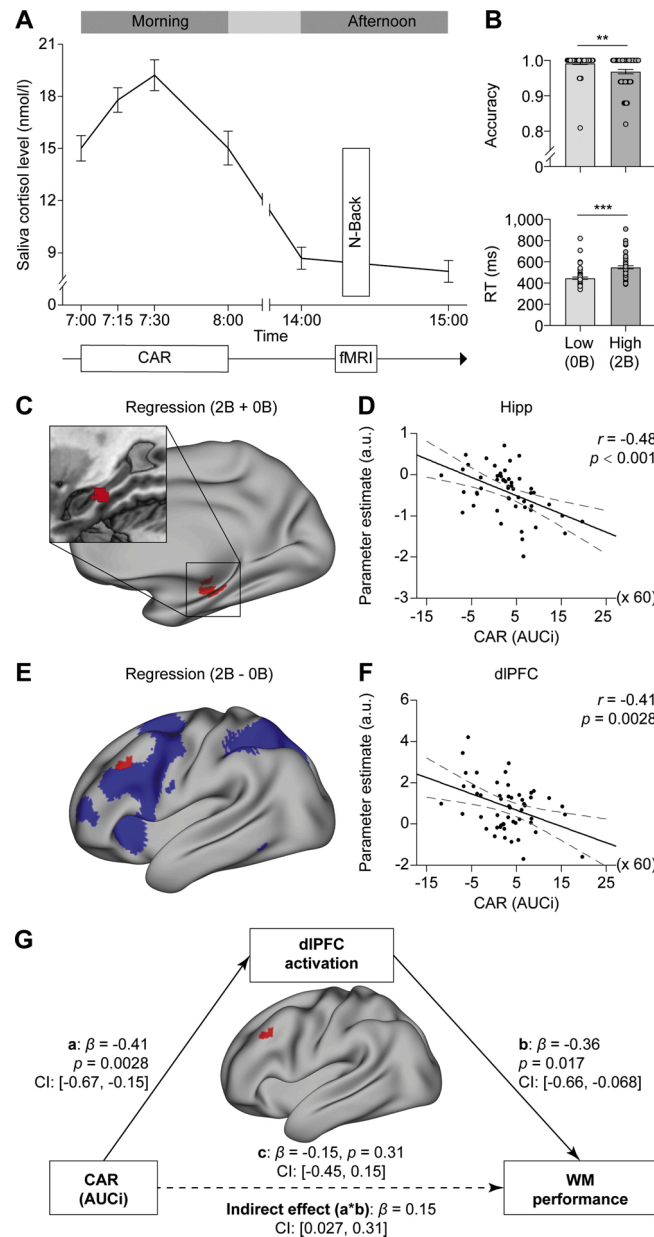 A
Morning
Afternoon
Saliva cortisol level (nmol/l)
21
18
15
12
9
0
N-Back
7:00
7:15
7:30
8:00
14:00
15:00
Time
CAR
fMRI
B
**
Accuracy
1.0
0.8
0
***
RT (ms)
1,000
800
600
400
200
0
Low
(0B)
High
(2B)
C
Regression (2B + 0B)
D
Hipp
r = -0.48
p < 0.001
Parameter estimate (a.u.)
1
0
-1
-2
-3
-15
-5
5
15
25
(x 60)
CAR (AUCi)
E
Regression (2B - 0B)
F
dlPFC
r = -0.41
p = 0.0028
Parameter estimate (a.u.)
6
4
2
0
-2
-15
-5
5
15
25
(x 60)
CAR (AUCi)
G
dlPFC
activation
a: β = -0.41
p = 0.0028
CI: [-0.67, -0.15]
b: β = -0.36
p = 0.017
CI: [-0.66, -0.068]
c: β = -0.15, p = 0.31
CI: [-0.45, 0.15]
CAR
(AUCi)
WM
performance
Indirect effect (a*b): β = 0.15
CI: [0.027, 0.31]